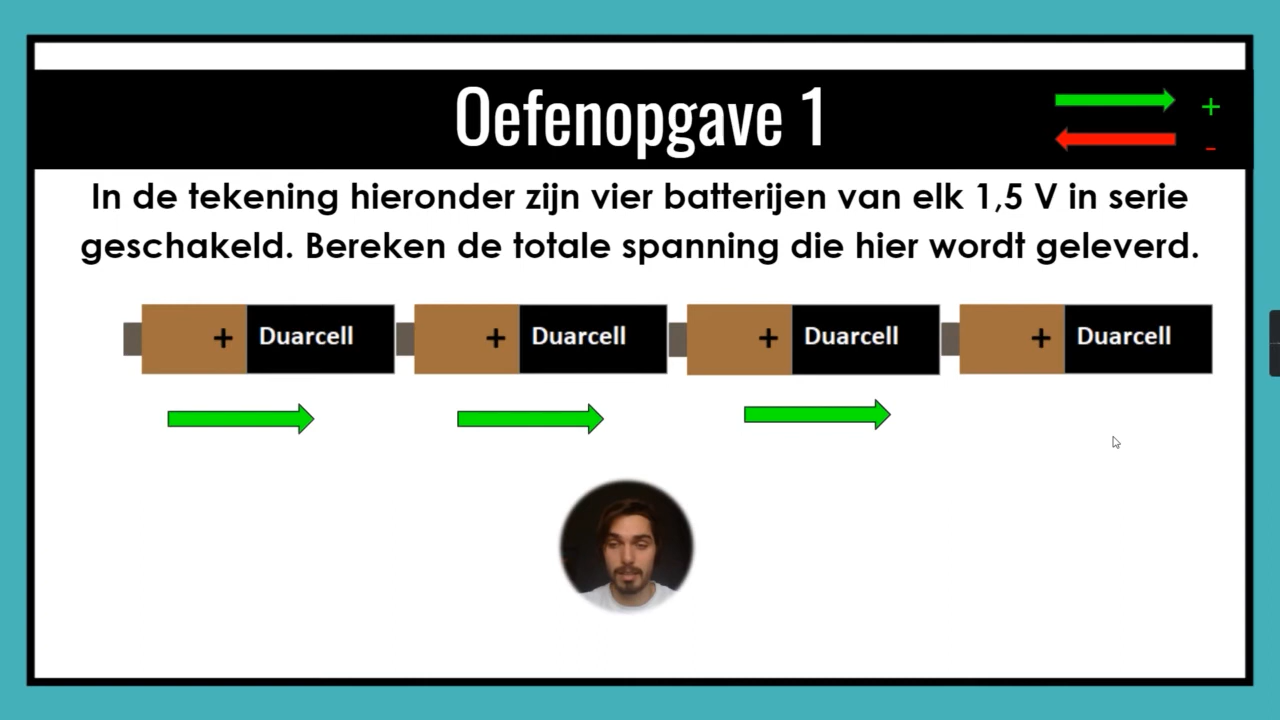 Oefenopgave 1
+
-
In de tekening hieronder zijn vier batterijen van elk 1,5 V in serie
geschakeld. Bereken de totale spanning die hier wordt geleverd.
+ Duarcell + Duarcell + Duarcell + Duarcell